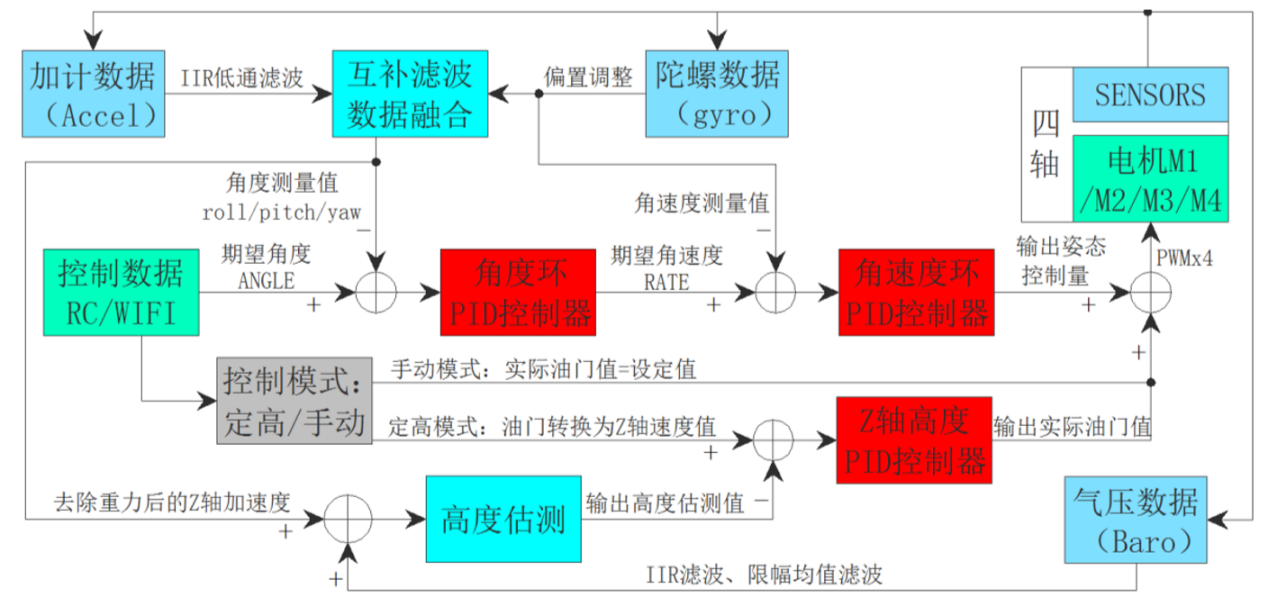 加计数据
(Accel)
IIR低通滤波
互补滤波
数据融合
偏置调整
陀螺数据
(gyro)
四
轴
SENSORS
电机M1
/M2/M3/M4
角度测量值
roll/pitch/yaw
−
角速度测量值
−
控制数据
RC/WIFI
期望角度
ANGLE
+
角度环
PID控制器
期望角速度
RATE
+
角速度环
PID控制器
输出姿态
控制量
+
PWMx4
+
控制模式:
定高/手动
手动模式: 实际油门值=设定值
定高模式: 油门转换为Z轴速度值
+
Z轴高度
PID控制器
输出实际油门值
去除重力后的Z轴加速度
+
高度估测
输出高度估测值
−
气压数据
(Baro)
+
IIR滤波、限幅均值滤波